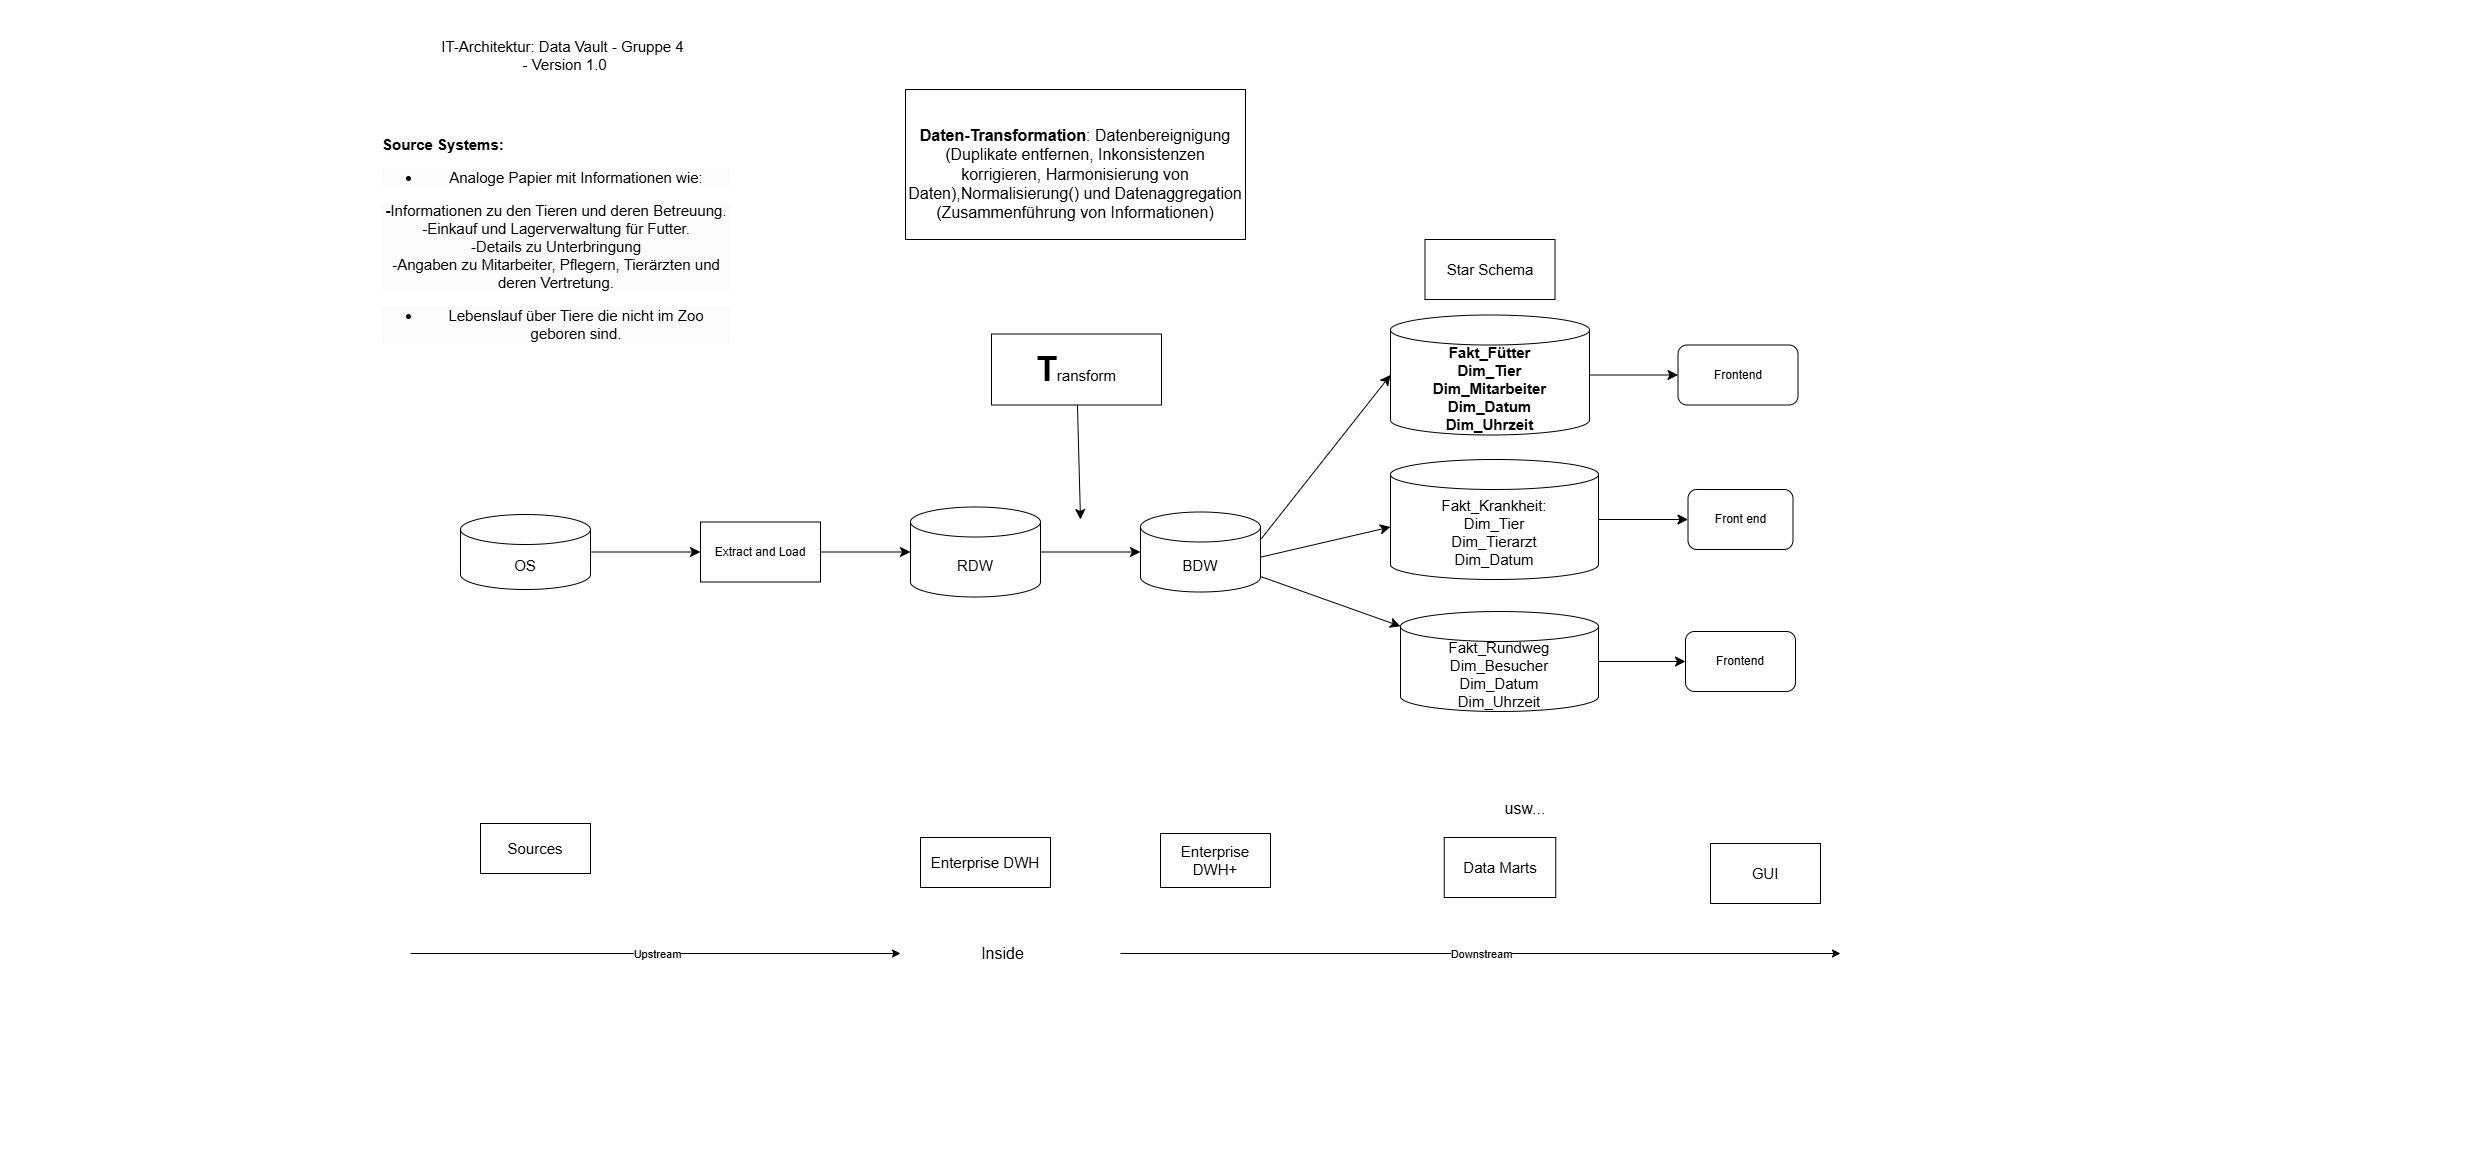 IT-Architektur: Data Vault - Gruppe 4
- Version 1.0
Source Systems:
• Analoge Papier mit Informationen wie:
-Informationen zu den Tieren und deren Betreuung.
-Einkauf und Lagerverwaltung für Futter.
-Details zu Unterbringung
-Angaben zu Mitarbeiter, Pflegern, Tierärzten und
deren Vertretung.
• Lebenslauf über Tiere die nicht im Zoo
geboren sind.
Daten-Transformation: Datenbereignigung
(Duplikate entfernen, Inkonsistenzen
korrigieren, Harmonisierung von
Daten),Normalisierung() und Datenaggregation
(Zusammenführung von Informationen)
Star Schema
Transform
Fakt_Fütter
Dim_Tier
Dim_Mitarbeiter
Dim_Datum
Dim_Uhrzeit
Frontend
OS
Extract and Load
RDW
BDW
Fakt_Krankheit:
Dim_Tier
Dim_Tierarzt
Dim_Datum
Front end
Fakt_Rundweg
Dim_Besucher
Dim_Datum
Dim_Uhrzeit
Frontend
usw...
Sources
Enterprise DWH
Enterprise
DWH+
Data Marts
GUI
Upstream
Inside
Downstream